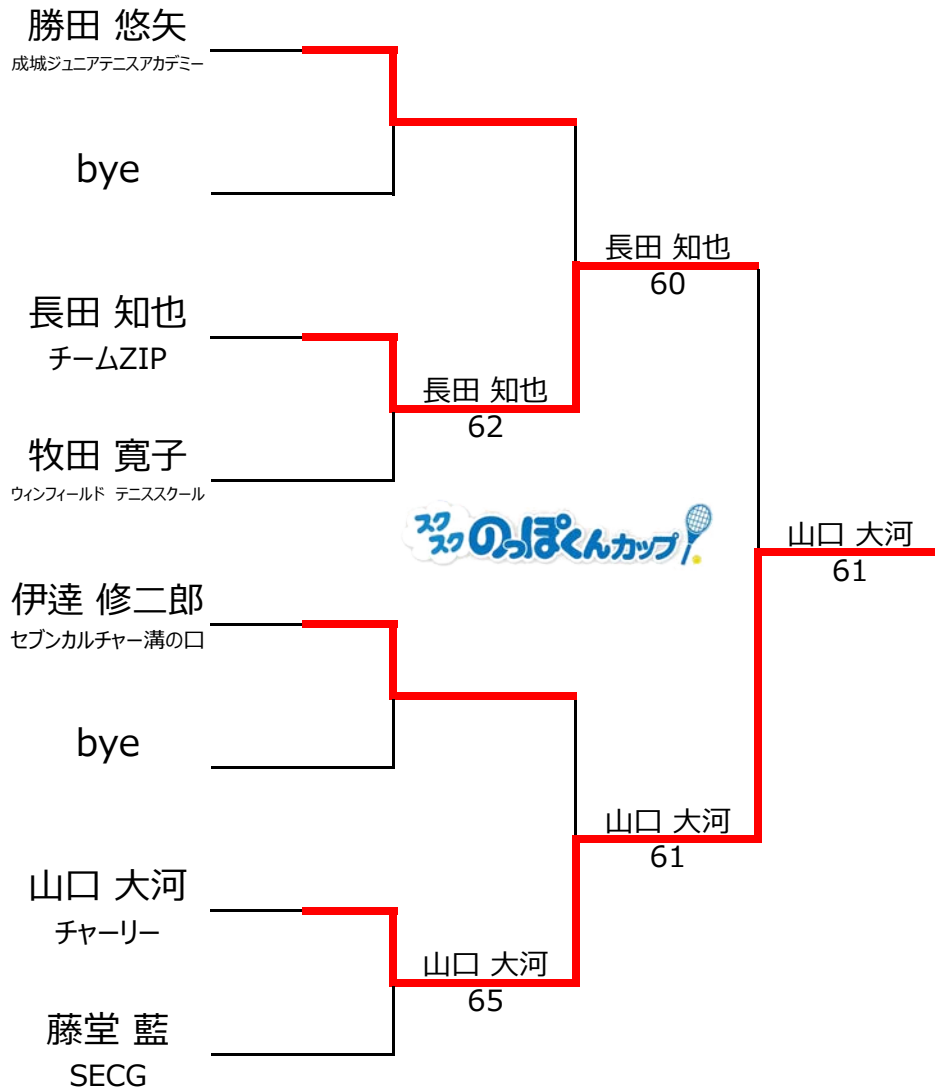 勝田 悠矢
成城ジュニアテニスアカデミー
bye
長田 知也
60
長田 知也
チームZIP
長田 知也
62
牧田 寛子
ウィンフィールド テニススクール
スクスク のっぽくんカップ
山口 大河
61
伊達 修二郎
セブンカルチャー溝の口
bye
山口 大河
61
山口 大河
チャーリー
山口 大河
65
藤堂 藍
SECG